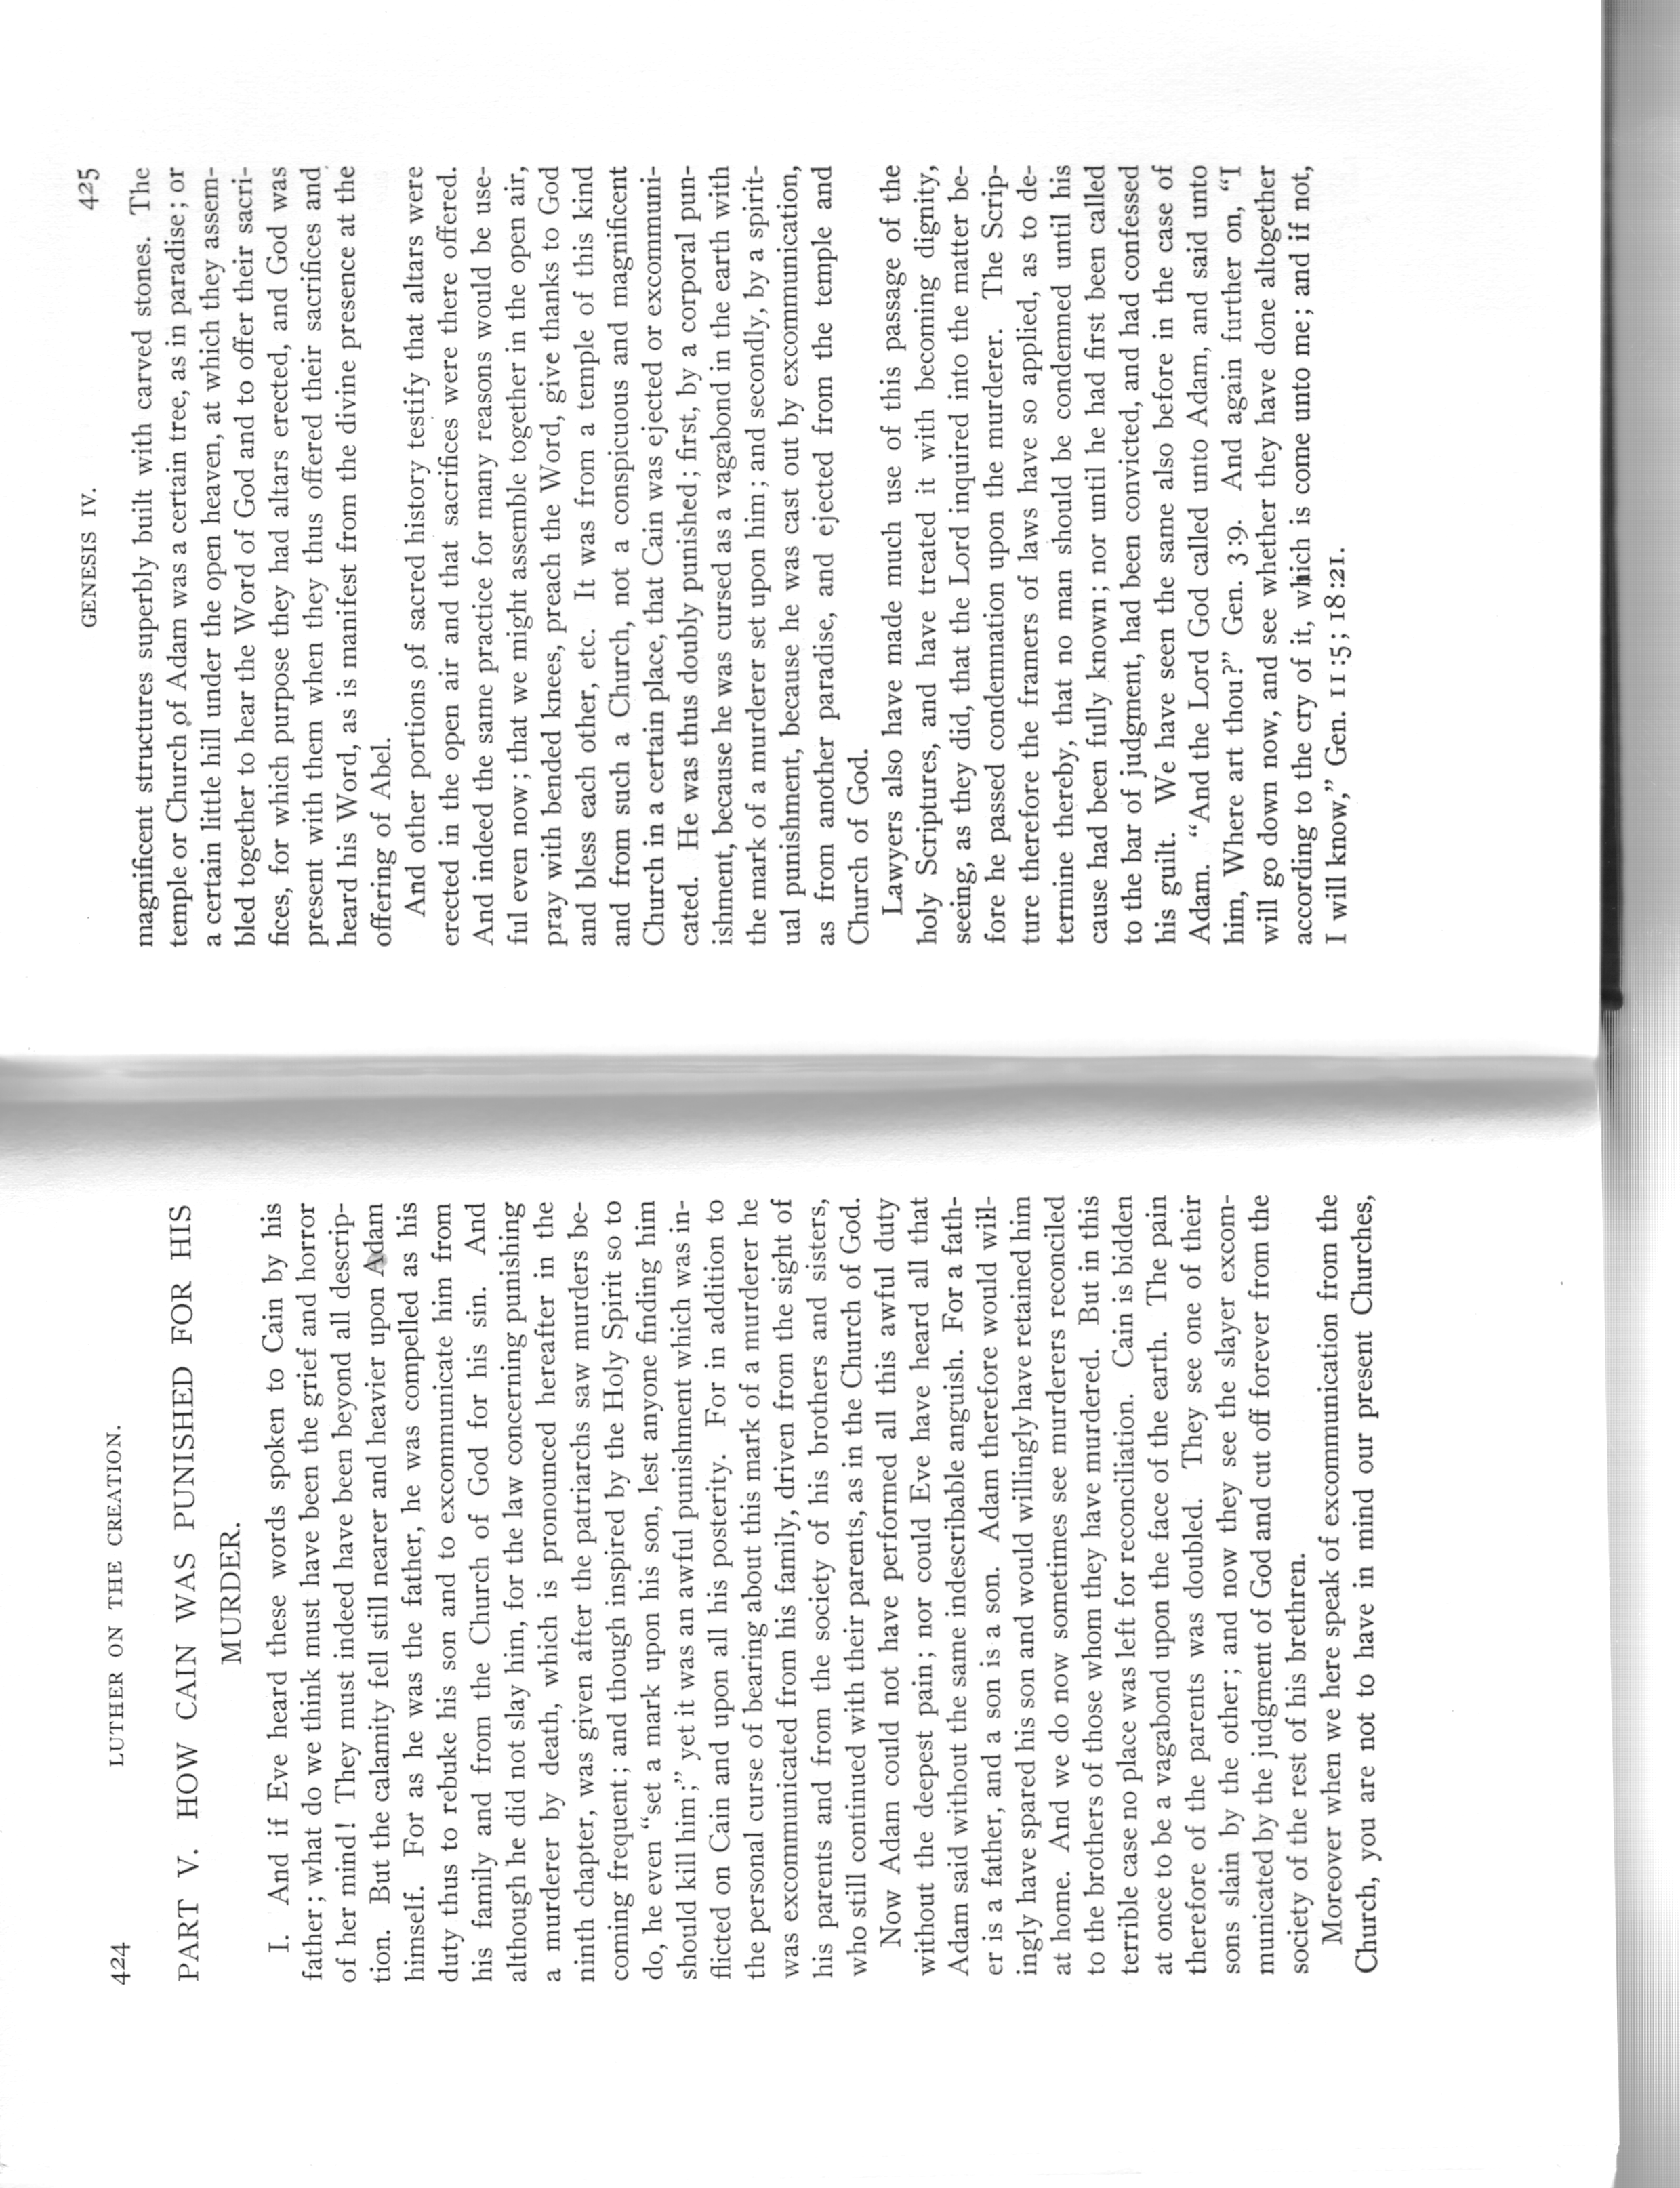 424 LUTHER ON THE CREATION.
PART V. HOW CAIN WAS PUNISHED FOR HIS
MURDER.
I. And if Eve heard these words spoken to Cain by his
father; what do we think must have been the grief and horror
of her mind! They must indeed have been beyond all descrip-
tion. But the calamity fell still nearer and heavier upon Adam
himself. For as he was the father, he was compelled as his
duty thus to rebuke his son and to excommunicate him from
his family and from the Church of God for his sin. And
although he did not slay him, for the law concerning punishing
a murderer by death, which is pronounced hereafter in the
ninth chapter, was given after the patriarchs saw murders be-
coming frequent; and though inspired by the Holy Spirit so to
do, he even “set a mark upon his son, lest anyone finding him
should kill him;” yet it was an awful punishment which was in-
flicted on Cain and upon all his posterity. For in addition to
the personal curse of bearing about this mark of a murderer he
was excommunicated from his family, driven from the sight of
his parents and from the society of his brothers and sisters,
who still continued with their parents, as in the Church of God.
Now Adam could not have performed all this awful duty
without the deepest pain; nor could Eve have heard all that
Adam said without the same indescribable anguish. For a fath-
er is a father, and a son is a son. Adam therefore would will-
ingly have spared his son and would willingly have retained him
at home. And we do now sometimes see murderers reconciled
to the brothers of those whom they have murdered. But in this
terrible case no place was left for reconciliation. Cain is bidden
at once to be a vagabond upon the face of the earth. The pain
therefore of the parents was doubled. They see one of their
sons slain by the other; and now they see the slayer excom-
municated by the judgment of God and cut off forever from the
society of the rest of his brethren.
Moreover when we here speak of excommunication from the
Church, you are not to have in mind our present Churches,
GENESIS IV. 425
magnificent structures superbly built with carved stones. The
temple or Church of Adam was a certain tree, as in paradise; or
a certain little hill under the open heaven, at which they assem-
bled together to hear the Word of God and to offer their sacri-
fices, for which purpose they had altars erected, and God was
present with them when they thus offered their sacrifices and
heard his Word, as is manifest from the divine presence at the
offering of Abel.
And other portions of sacred history testify that altars were
erected in the open air and that sacrifices were there offered.
And indeed the same practice for many reasons would be use-
ful even now; that we might assemble together in the open air,
pray with bended knees, preach the Word, give thanks to God
and bless each other, etc. It was from a temple of this kind
and from such a Church, not a conspicuous and magnificent
Church in a certain place, that Cain was ejected or excommuni-
cated. He was thus doubly punished; first, by a corporal pun-
ishment, because he was cursed as a vagabond in the earth with
the mark of a murderer set upon him; and secondly, by a spirit-
ual punishment, because he was cast out by excommunication,
as from another paradise, and ejected from the temple and
Church of God.
Lawyers also have made much use of this passage of the
holy Scriptures, and have treated it with becoming dignity,
seeing, as they did, that the Lord inquired into the matter be-
fore he passed condemnation upon the murderer. The Scrip-
ture therefore the framers of laws have so applied, as to de-
termine thereby, that no man should be condemned until his
cause had been fully known; nor until he had first been called
to the bar of judgment, had been convicted, and had confessed
his guilt. We have seen the same also before in the case of
Adam. “And the Lord God called unto Adam, and said unto
him, Where art thou?” Gen. 3:9. And again further on, “I
will go down now, and see whether they have done altogether
according to the cry of it, which is come unto me; and if not,
I will know,” Gen. 11:5; 18:21.